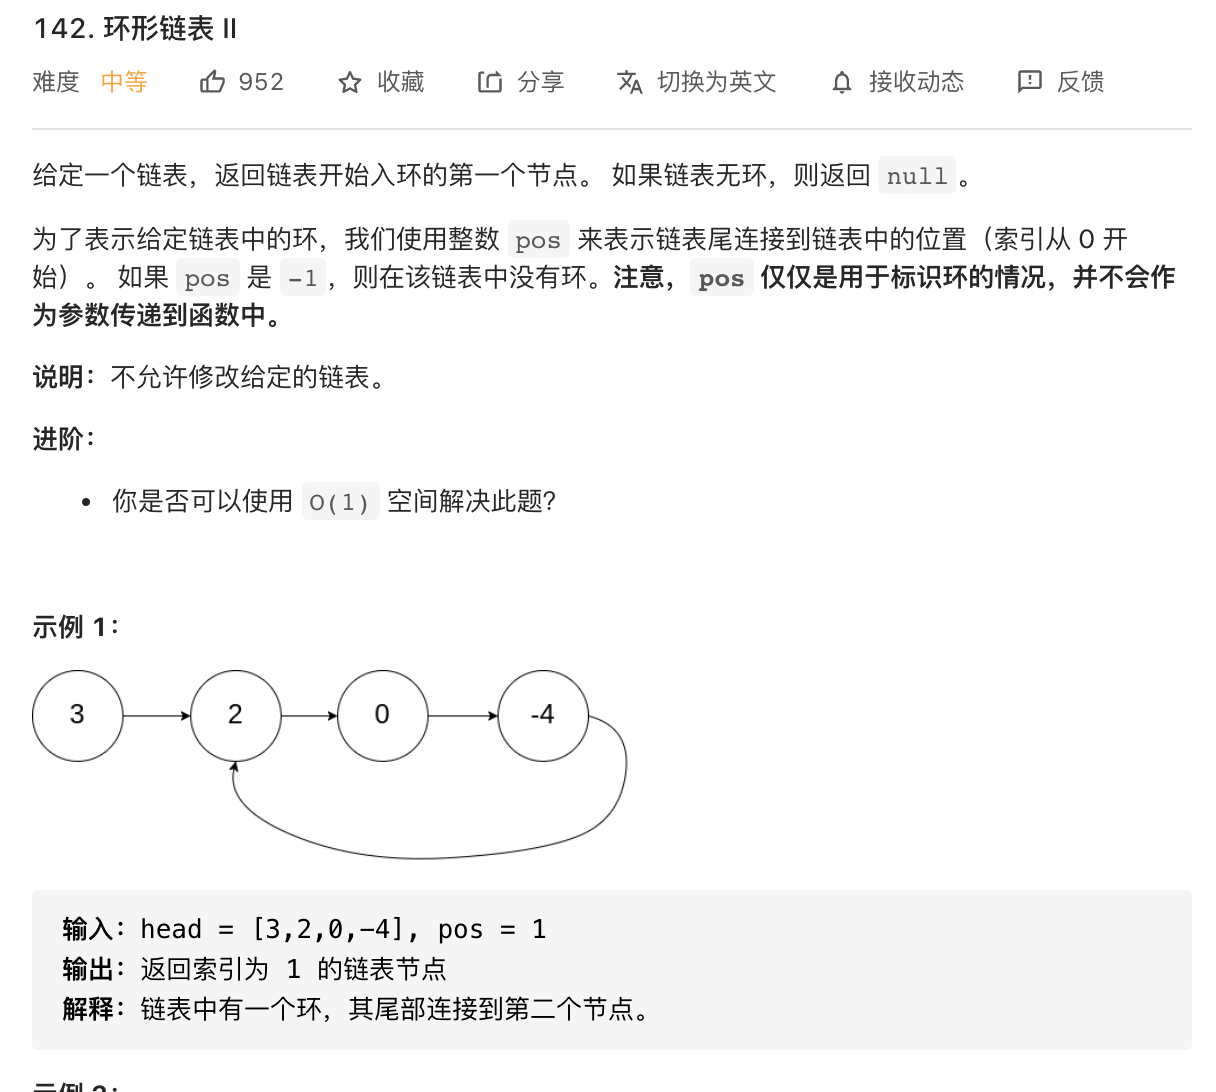 142. 环形链表 II
难度 中等 952 收藏 分享 切换为英文 接收动态 反馈
给定一个链表，返回链表开始入环的第一个节点。 如果链表无环，则返回 null。
为了表示给定链表中的环，我们使用整数 pos 来表示链表尾连接到链表中的位置（索引从 0 开
始）。 如果 pos 是 -1，则在该链表中没有环。注意，pos 仅仅是用于标识环的情况，并不会作
为参数传递到函数中。
说明：不允许修改给定的链表。
进阶：
• 你是否可以使用 O(1) 空间解决此题？
示例 1：
3 2 0 -4
输入：head = [3,2,0,-4], pos = 1
输出：返回索引为 1 的链表节点
解释：链表中有一个环，其尾部连接到第二个节点。
示例 2：